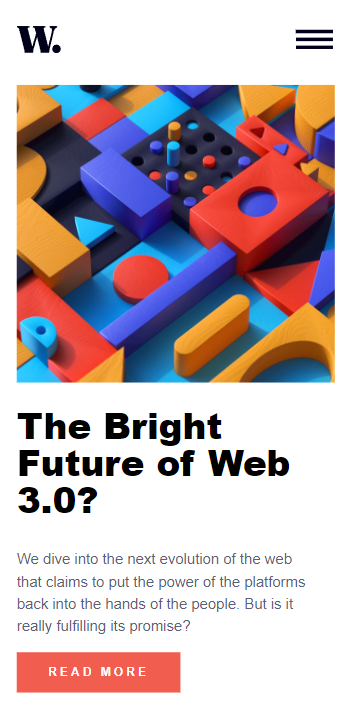 W.
The Bright
Future of Web
3.0?
We dive into the next evolution of the web
that claims to put the power of the platforms
back into the hands of the people. But is it
really fulfilling its promise?
READ MORE